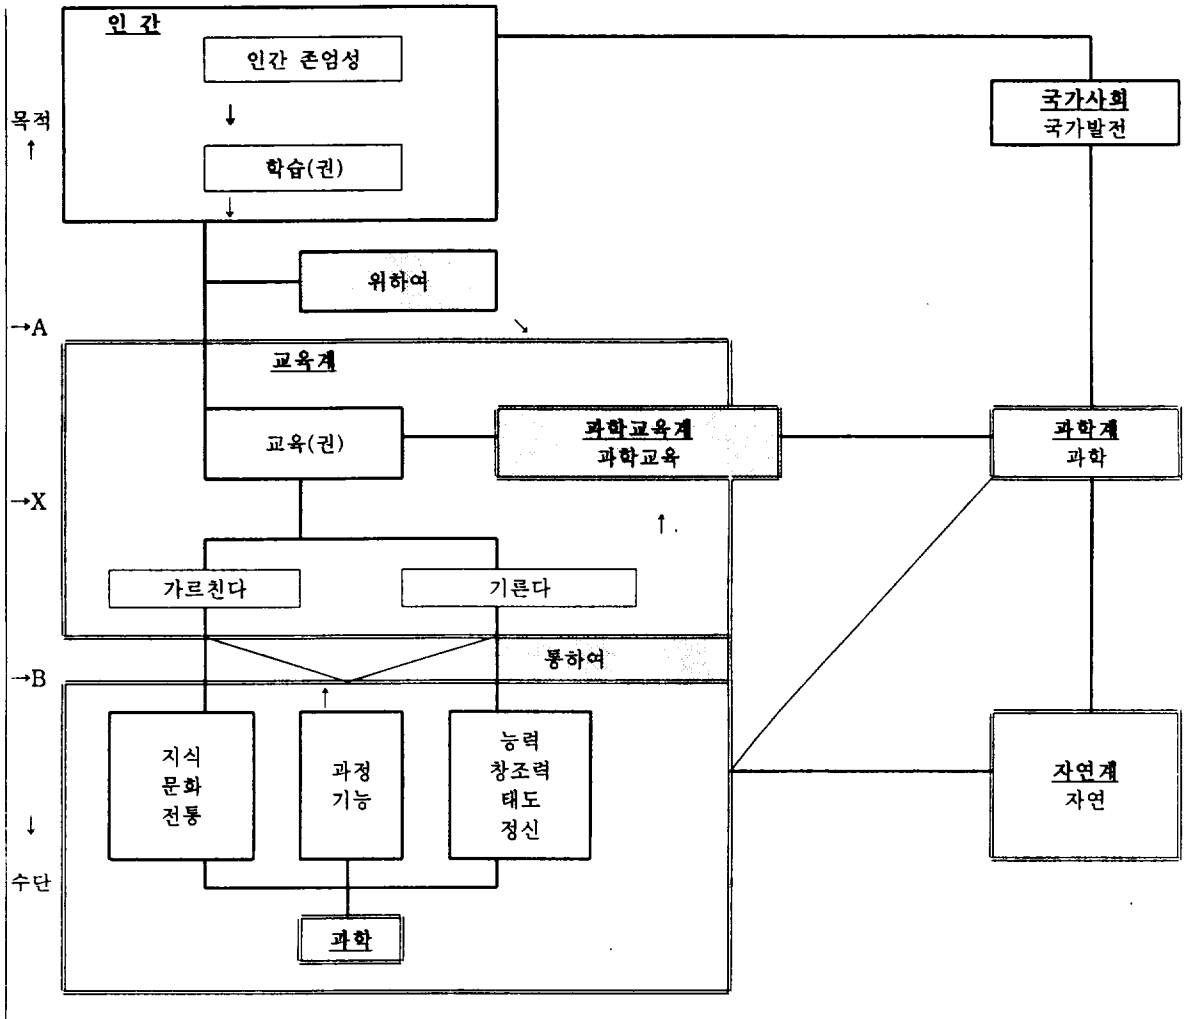 인 간
인간 존엄성
↓
학습(권)
↓
목적
↑
국가사회
국가발전
위하여
→A
↘
교육계
교육(권)
과학교육계
과학교육
과학계
과학
→X
↑
가르친다
기른다
통하여
→B
↑
지식
문화
전통
과정
기능
능력
창조력
태도
정신
자연계
자연
↓
수단
과학